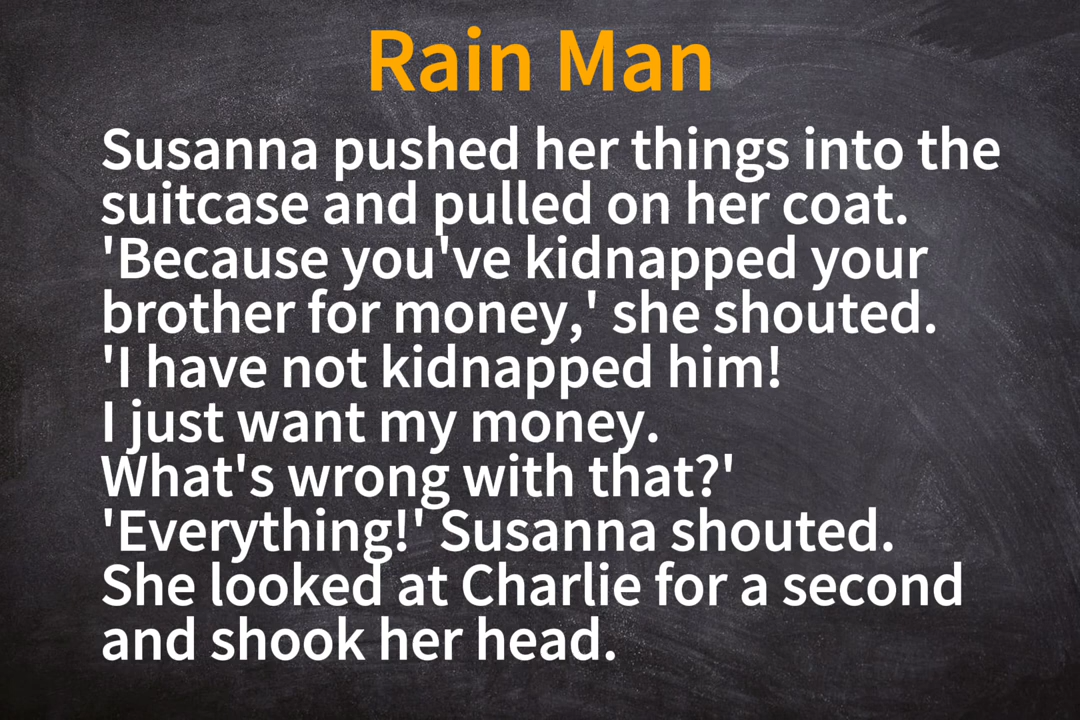 Rain Man
Susanna pushed her things into the
suitcase and pulled on her coat.
'Because you've kidnapped your
brother for money,' she shouted.
'I have not kidnapped him!
I just want my money.
What's wrong with that?'
'Everything!' Susanna shouted.
She looked at Charlie for a second
and shook her head.